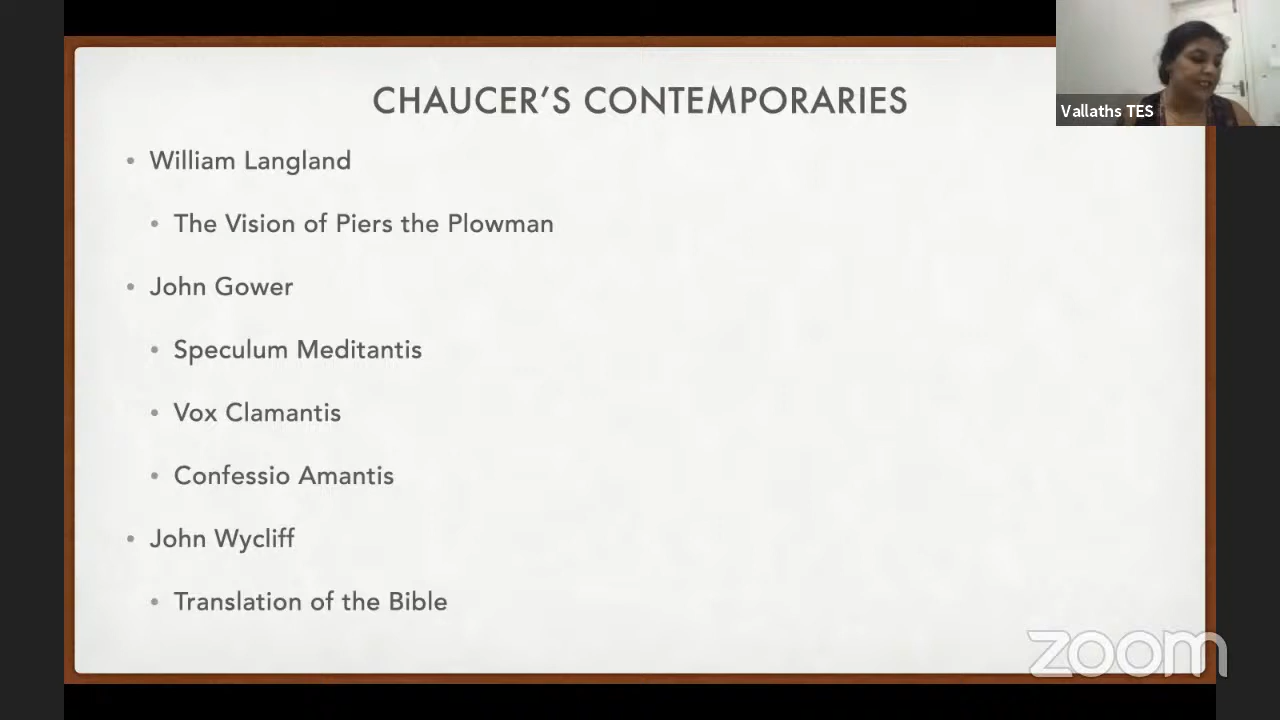 CHAUCER'S CONTEMPORARIES
Vallaths TES
• William Langland
• The Vision of Piers the Plowman
• John Gower
• Speculum Meditantis
• Vox Clamantis
• Confessio Amantis
• John Wycliff
• Translation of the Bible
zoom